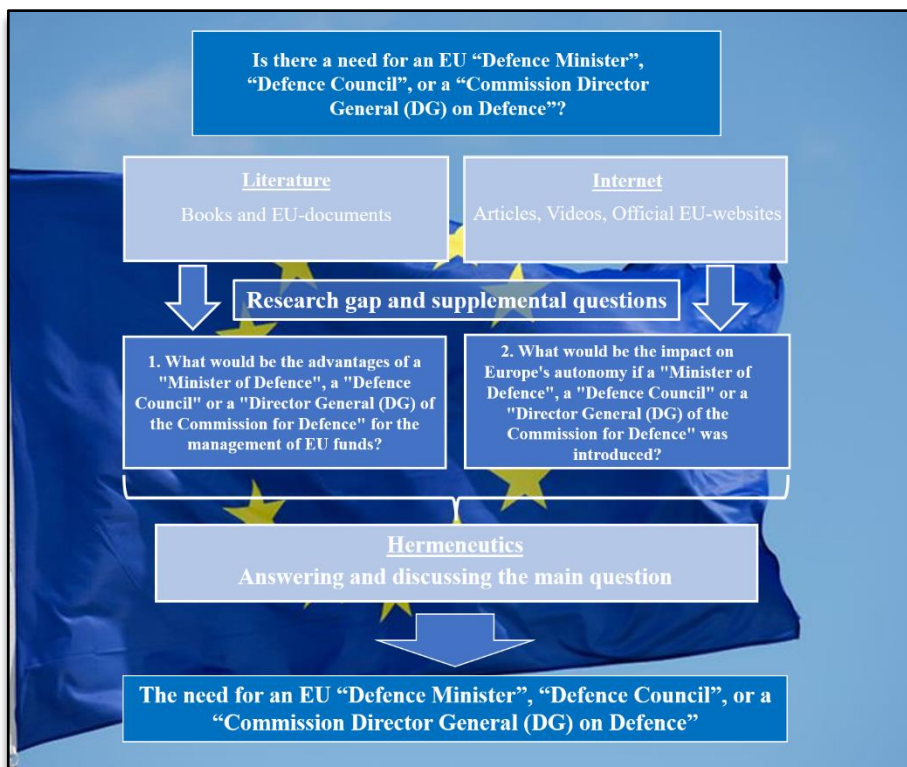 Is there a need for an EU “Defence Minister”,
“Defence Council”, or a “Commission Director
General (DG) on Defence”?
Literature
Books and EU-documents
Internet
Articles, Videos, Official EU-websites
Research gap and supplemental questions
1. What would be the advantages of a
"Minister of Defence", a "Defence
Council" or a "Director General (DG) of
the Commission for Defence" for the
management of EU funds?
2. What would be the impact on
Europe's autonomy if a "Minister of
Defence", a "Defence Council" or a
"Director General (DG) of the
Commission for Defence" was
introduced?
Hermeneutics
Answering and discussing the main question
The need for an EU “Defence Minister”, “Defence Council”, or a
“Commission Director General (DG) on Defence”